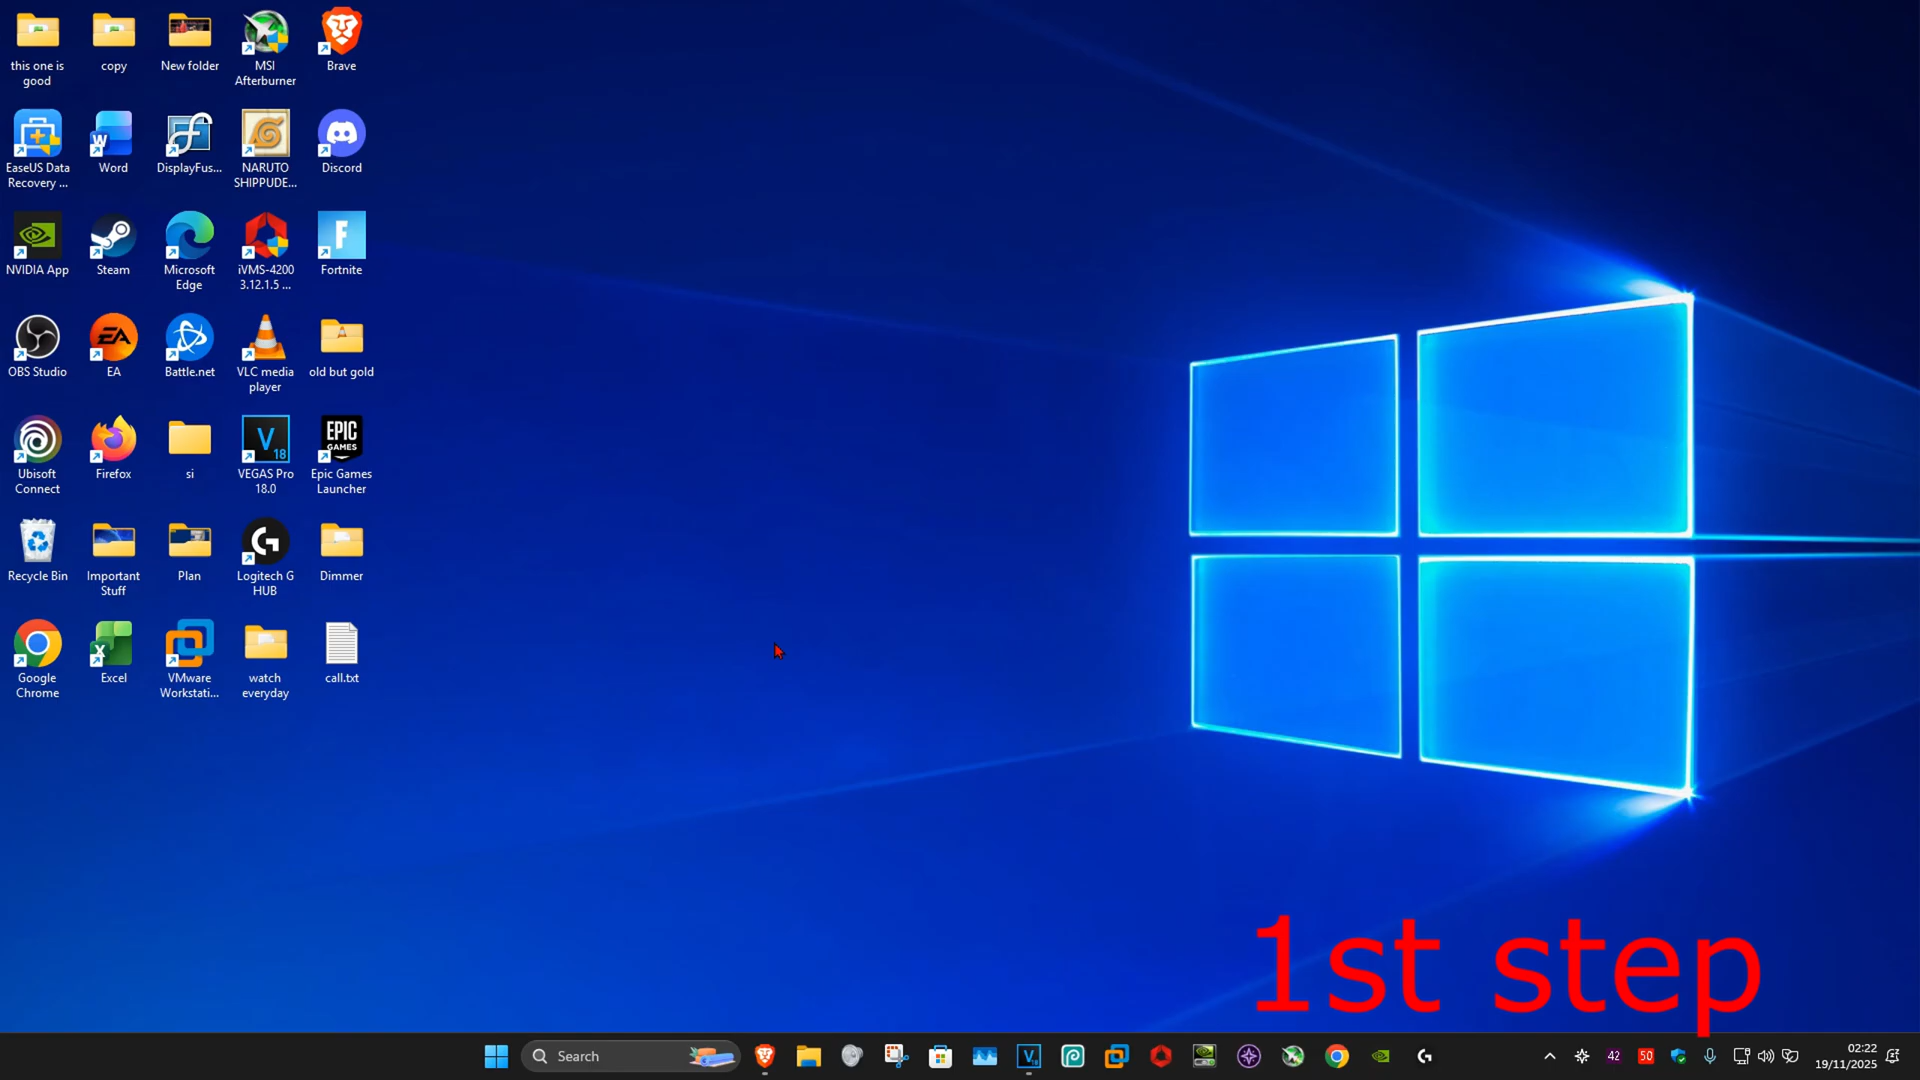 this one is
good
copy
New folder
MSI
Afterburner
Brave
EaseUS Data
Recovery ...
Word
DisplayFus...
NARUTO
SHIPPUDE...
Discord
NVIDIA App
Steam
Microsoft
Edge
iVMS-4200
3.12.1.5 ...
Fortnite
OBS Studio
EA
Battle.net
VLC media
player
old but gold
Ubisoft
Connect
Firefox
si
VEGAS Pro
18.0
EPIC
GAMES
Epic Games
Launcher
Recycle Bin
Important
Stuff
Plan
Logitech G
HUB
Dimmer
Google
Chrome
Excel
VMware
Workstati...
watch
everyday
call.txt
1st step
Search
42
50
02:22
19/11/2025